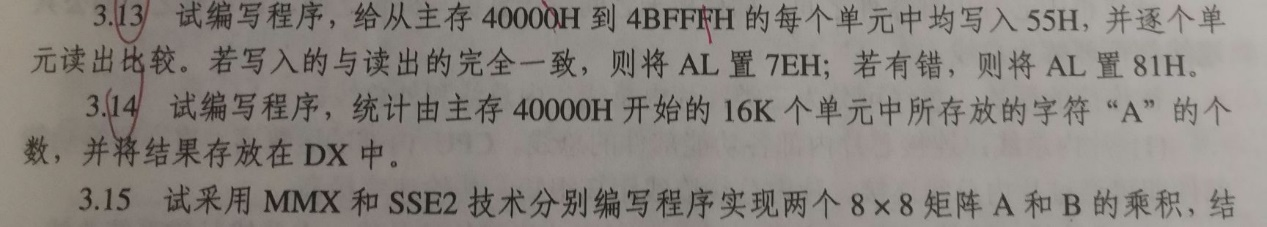 3.13 试编写程序，给从主存 40000H 到 4BFFFH 的每个单元中均写入 55H，并逐个单
元读出比较。若写入的与读出的完全一致，则将 AL 置 7EH；若有错，则将 AL 置 81H。
3.14 试编写程序，统计由主存 40000H 开始的 16K 个单元中所存放的字符“A”的个
数，并将结果存放在 DX 中。
3.15 试采用 MMX 和 SSE2 技术分别编写程序实现两个 8×8 矩阵 A 和 B 的乘积，结